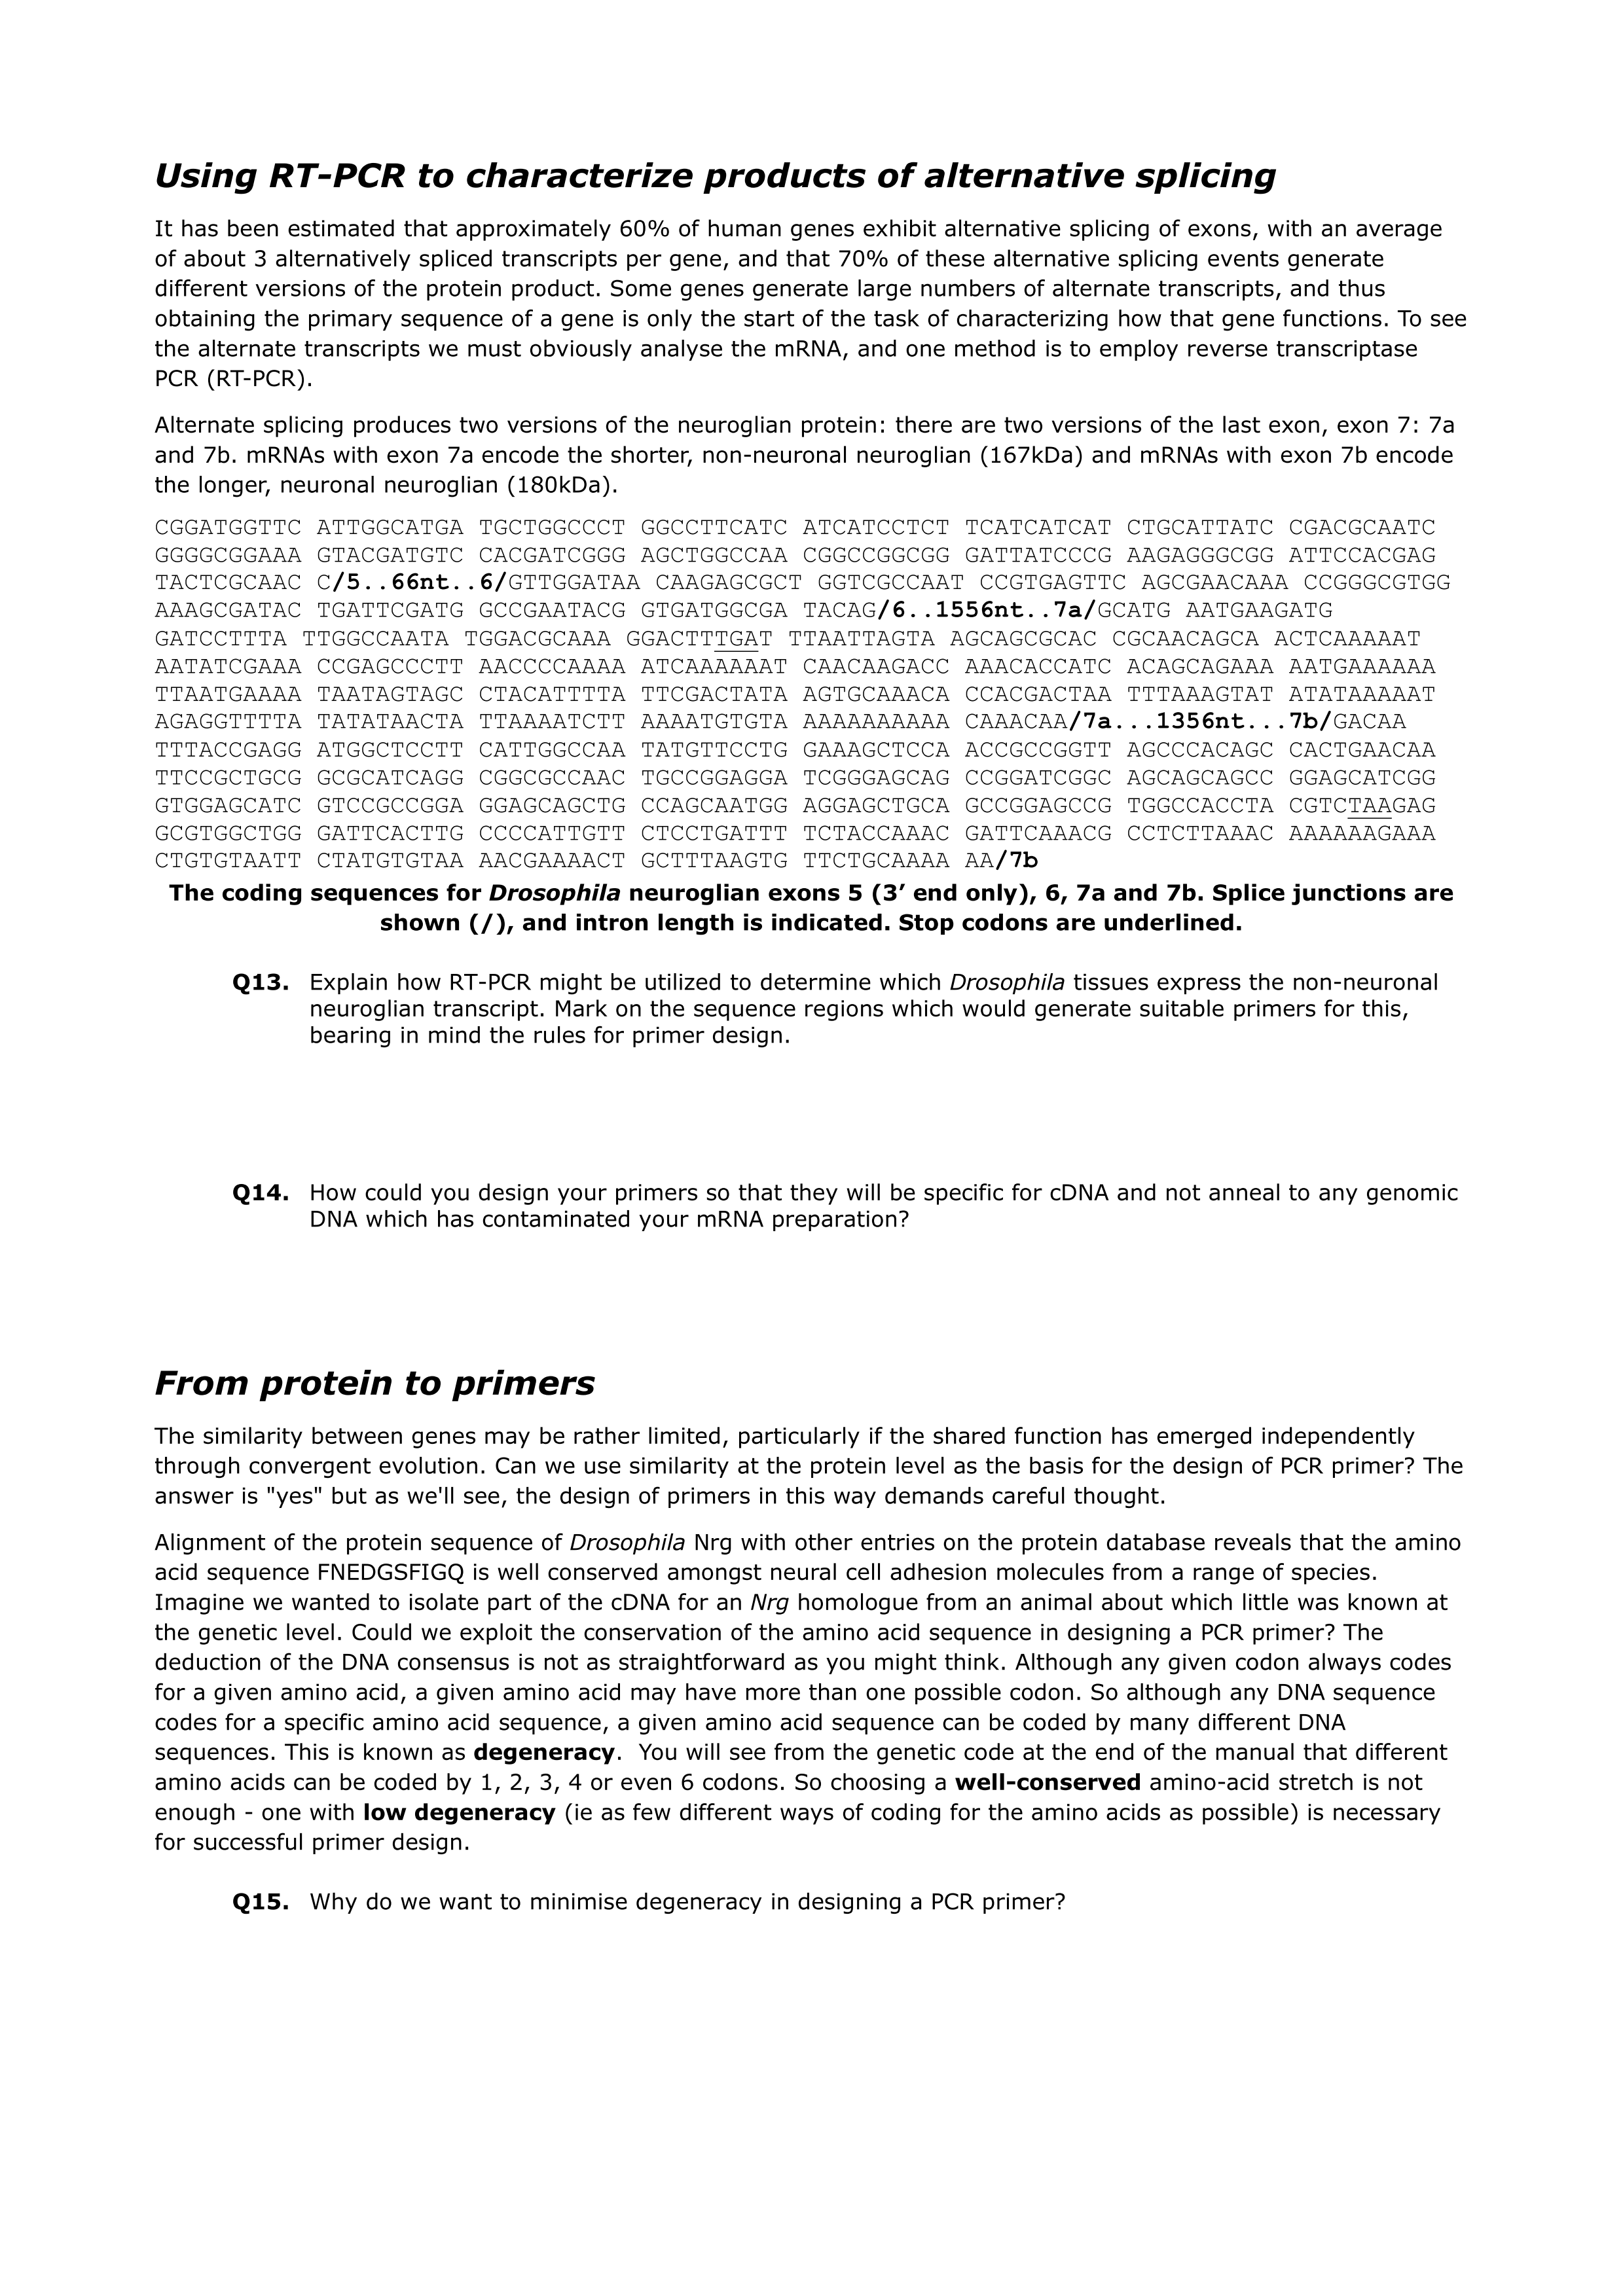 Using RT-PCR to characterize products of alternative splicing
It has been estimated that approximately 60% of human genes exhibit alternative splicing of exons, with an average
of about 3 alternatively spliced transcripts per gene, and that 70% of these alternative splicing events generate
different versions of the protein product. Some genes generate large numbers of alternate transcripts, and thus
obtaining the primary sequence of a gene is only the start of the task of characterizing how that gene functions. To see
the alternate transcripts we must obviously analyse the mRNA, and one method is to employ reverse transcriptase
PCR (RT-PCR).
Alternate splicing produces two versions of the neuroglian protein: there are two versions of the last exon, exon 7: 7a
and 7b. mRNAs with exon 7a encode the shorter, non-neuronal neuroglian (167kDa) and mRNAs with exon 7b encode
the longer, neuronal neuroglian (180kDa).
CGGATGGTTC ATTGGCATGA TGCTGGCCCT GGCCTTCATC ATCATCCTCT TCATCATCAT CTGCATTATC CGACGCAATC
GGGGCGGAAA GTACGATGTC CACGATCGGG AGCTGGCCAA CGGCCGGCGG GATTATCCCG AAGAGGGCGG ATTCCACGAG
TACTCGCAAC C/5..66nt..6/GTTGGATAA CAAGAGCGCT GGTCGCCAAT CCGTGAGTTC AGCGAACAAA CCGGGCGTGG
AAAGCGATAC TGATTCGATG GCCGAATACG GTGATGGCGA TACAG/6..1556nt..7a/GCATG AATGAAGATG
GATCCTTTA TTGGCCAATA TGGACGCAAA GGACTTTGAT TTAATTAGTA AGCAGCGCAC CGCAACAGCA ACTCAAAAAT
AATATCGAAA CCGAGCCCTT AACCCCAAAA ATCAAAAAAT CAACAAGACC AAACACCATC ACAGCAGAAA AATGAAAAAA
TTAATGAAAA TAATAGTAGC CTACATTTTA TTCGACTATA AGTGCAAACA CCACGACTAA TTTAAAGTAT ATATAAAAAT
AGAGGTTTTA TATATAACTA TTAAAATCTT AAAATGTGTA AAAAAAAAAA CAAACAA/7a...1356nt...7b/GACAA
TTTACCGAGG ATGGCTCCTT CATTGGCCAA TATGTTCCTG GAAAGCTCCA ACCGCCGGTT AGCCCACAGC CACTGAACAA
TTCCGCTGCG GCGCATCAGG CGGCGCCAAC TGCCGGAGGA TCGGGAGCAG CCGGATCGGC AGCAGCAGCC GGAGCATCGG
GTGGAGCATC GTCCGCCGGA GGAGCAGCTG CCAGCAATGG AGGAGCTGCA GCCGGAGCCG TGGCCACCTA CGTCTAAGAG
GCGTGGCTGG GATTCACTTG CCCCATTGTT CTCCTGATTT TCTACCAAAC GATTCAAACG CCTCTTAAAC AAAAAAGAAA
CTGTGTAATT CTATGTGTAA AACGAAAACT GCTTTAAGTG TTCTGCAAAA AA/7b
The coding sequences for Drosophila neuroglian exons 5 (3’ end only), 6, 7a and 7b. Splice junctions are
shown (/), and intron length is indicated. Stop codons are underlined.
Q13. Explain how RT-PCR might be utilized to determine which Drosophila tissues express the non-neuronal
neuroglian transcript. Mark on the sequence regions which would generate suitable primers for this,
bearing in mind the rules for primer design.
Q14. How could you design your primers so that they will be specific for cDNA and not anneal to any genomic
DNA which has contaminated your mRNA preparation?
From protein to primers
The similarity between genes may be rather limited, particularly if the shared function has emerged independently
through convergent evolution. Can we use similarity at the protein level as the basis for the design of PCR primer? The
answer is "yes" but as we'll see, the design of primers in this way demands careful thought.
Alignment of the protein sequence of Drosophila Nrg with other entries on the protein database reveals that the amino
acid sequence FNEDGSFIGQ is well conserved amongst neural cell adhesion molecules from a range of species.
Imagine we wanted to isolate part of the cDNA for an Nrg homologue from an animal about which little was known at
the genetic level. Could we exploit the conservation of the amino acid sequence in designing a PCR primer? The
deduction of the DNA consensus is not as straightforward as you might think. Although any given codon always codes
for a given amino acid, a given amino acid may have more than one possible codon. So although any DNA sequence
codes for a specific amino acid sequence, a given amino acid sequence can be coded by many different DNA
sequences. This is known as degeneracy. You will see from the genetic code at the end of the manual that different
amino acids can be coded by 1, 2, 3, 4 or even 6 codons. So choosing a well-conserved amino-acid stretch is not
enough - one with low degeneracy (ie as few different ways of coding for the amino acids as possible) is necessary
for successful primer design.
Q15. Why do we want to minimise degeneracy in designing a PCR primer?